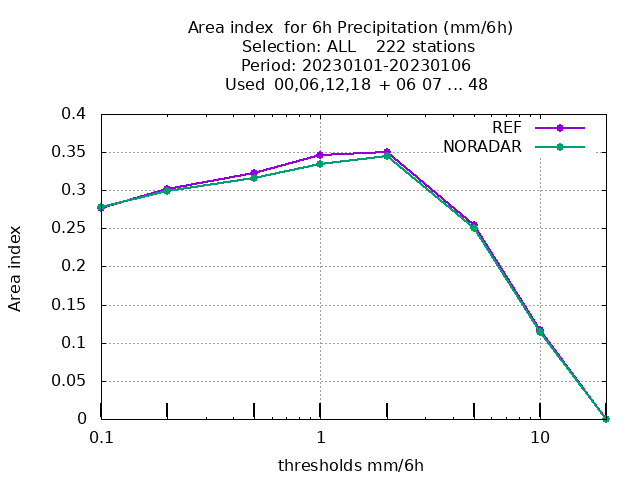 Area index  for 6h Precipitation (mm/6h)
Selection: ALL    222 stations
Period: 20230101-20230106
Used  00,06,12,18 + 06 07 ... 48
REF
NORADAR
0.4
0.35
0.3
0.25
0.2
0.15
0.1
0.05
0
Area index
0.1 1 10
thresholds mm/6h